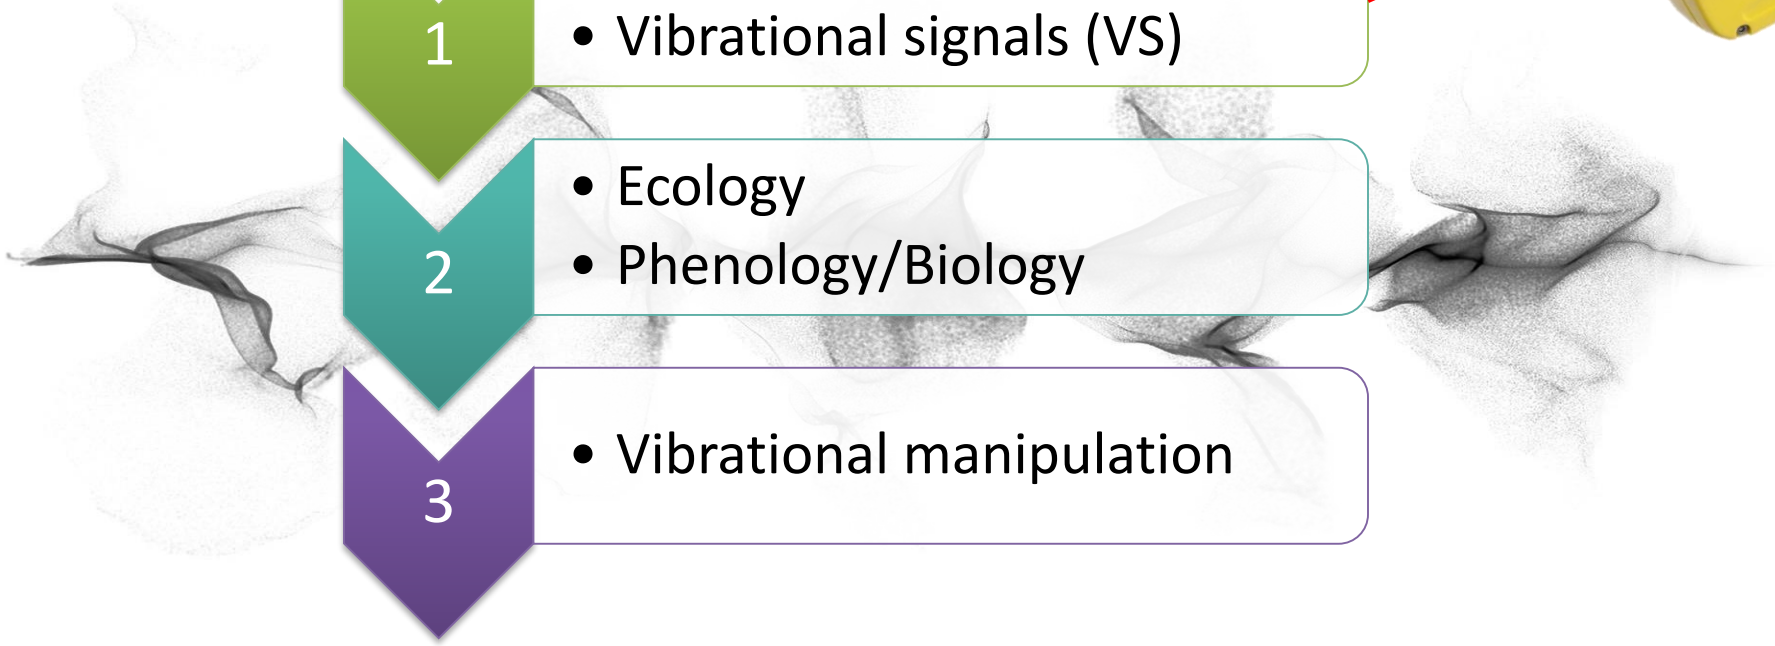 1
• Vibrational signals (VS)
2
• Ecology
• Phenology/Biology
3
• Vibrational manipulation